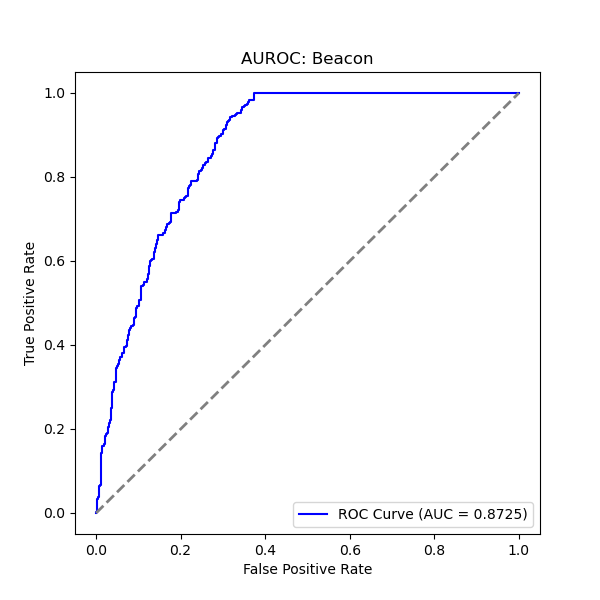 AUROC: Beacon
True Positive Rate
1.0
0.8
0.6
0.4
0.2
0.0
ROC Curve (AUC = 0.8725)
0.0 0.2 0.4 0.6 0.8 1.0
False Positive Rate